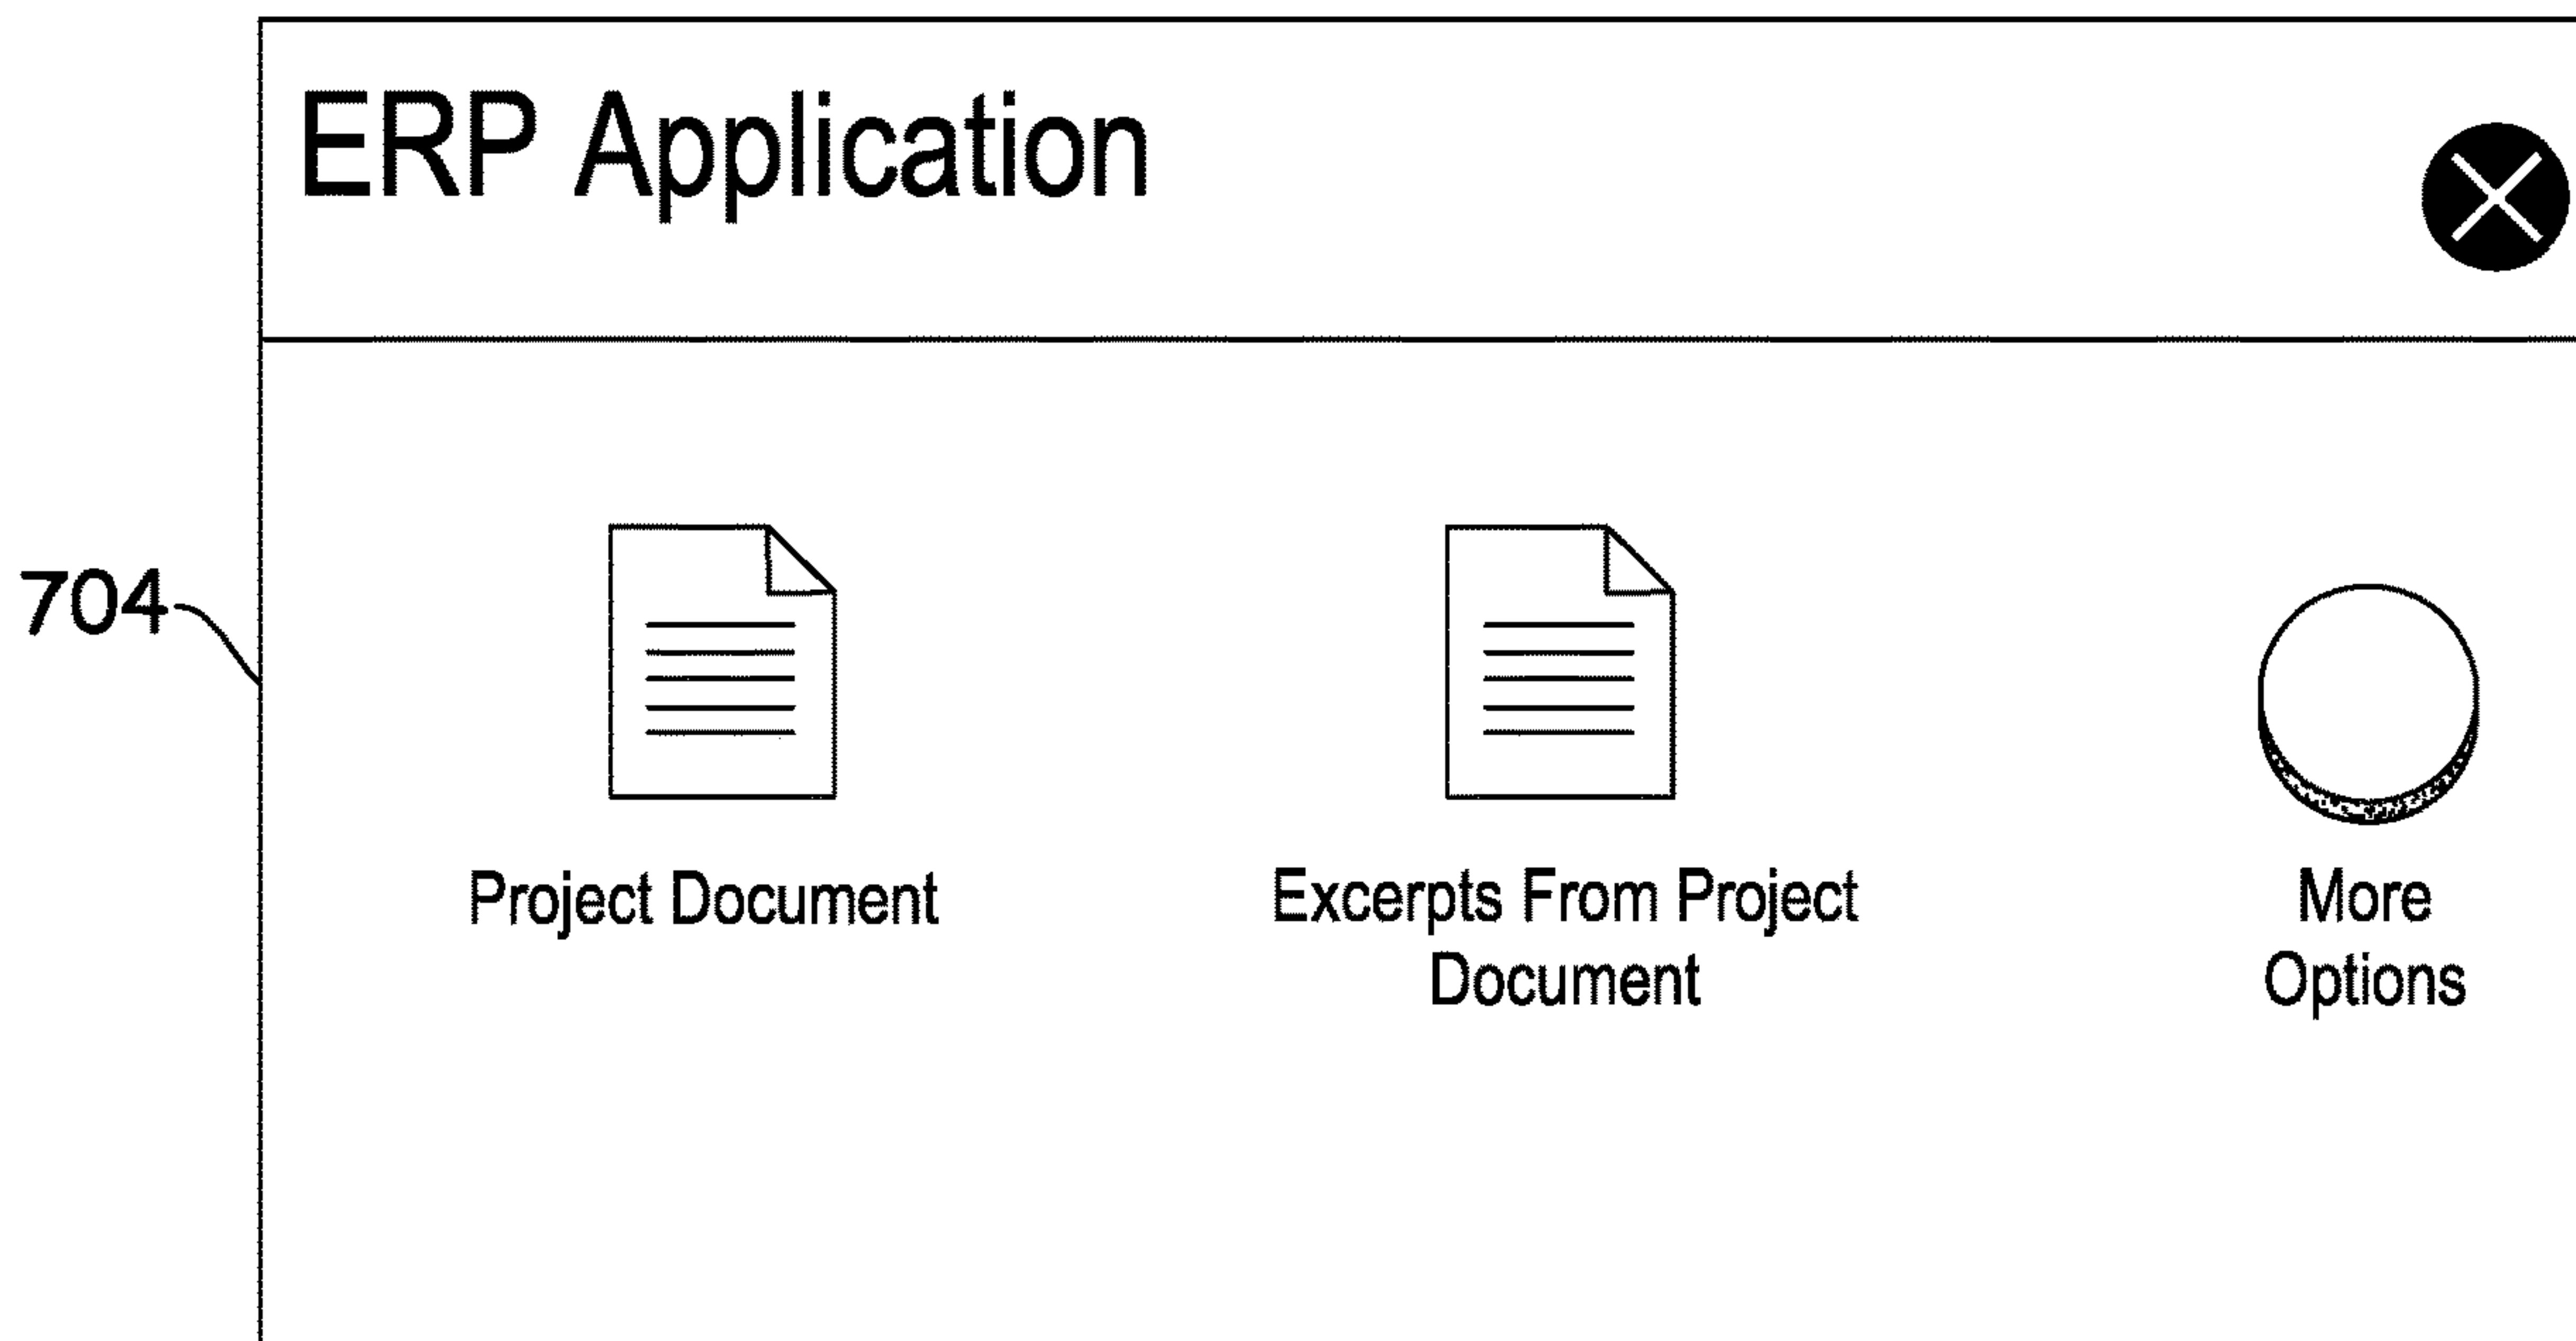 ERP Application
704
Project Document
Excerpts From Project
Document
More
Options